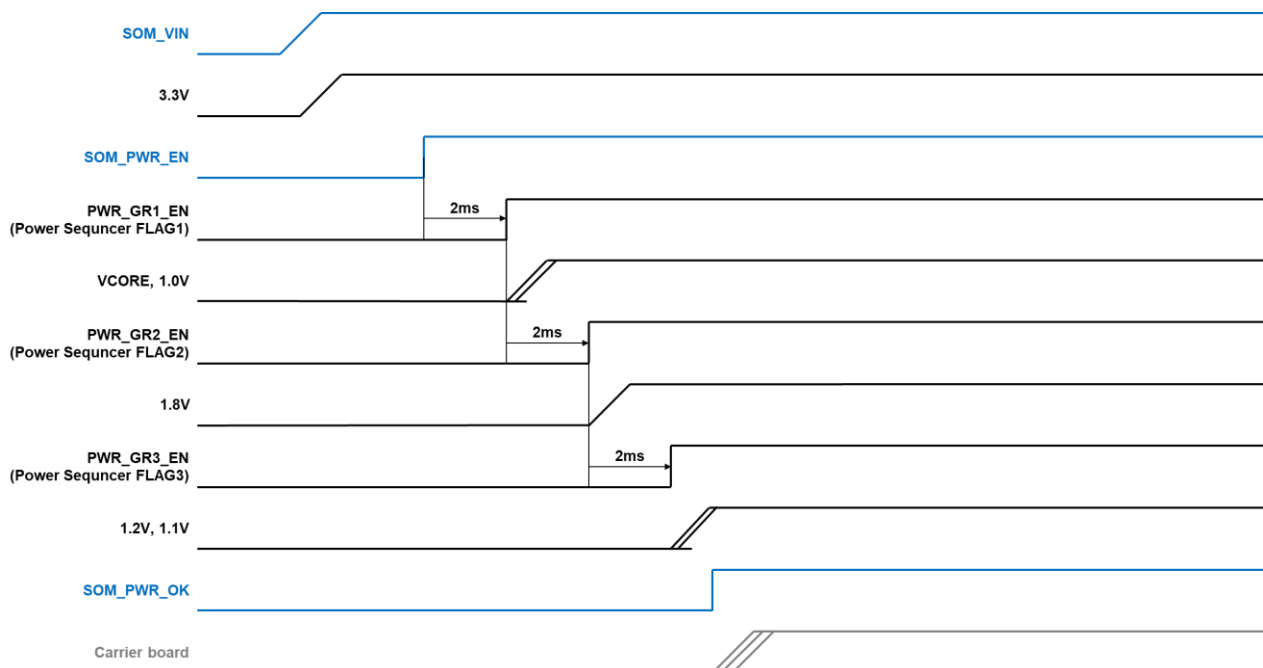 SOM_VIN
3.3V
SOM_PWR_EN
2ms
PWR_GR1_EN
(Power Sequncer FLAG1)
VCORE, 1.0V
2ms
PWR_GR2_EN
(Power Sequncer FLAG2)
1.8V
2ms
PWR_GR3_EN
(Power Sequncer FLAG3)
1.2V, 1.1V
SOM_PWR_OK
Carrier board